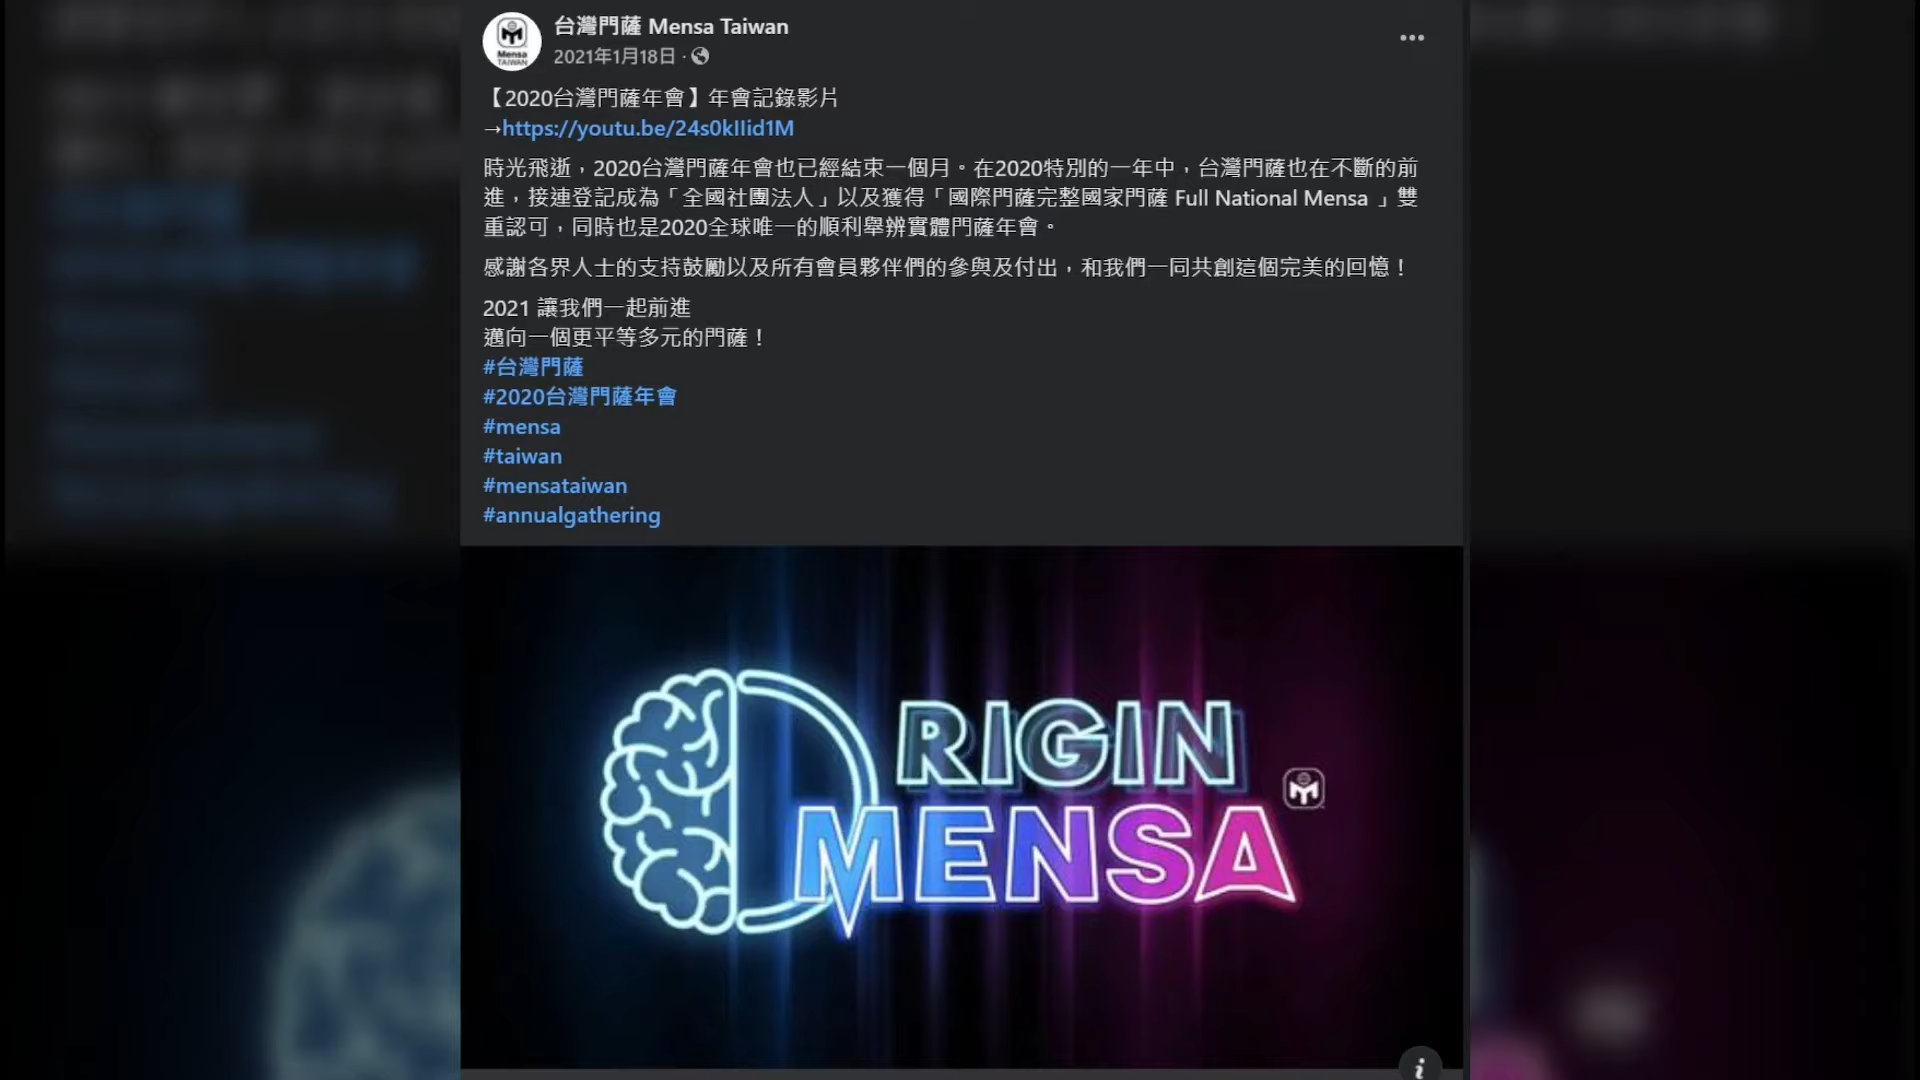 台灣門薩 Mensa Taiwan
2021年1月18日 ·
【2020台灣門薩年會】年會記錄影片
→https://youtu.be/24s0kIIid1M
時光飛逝，2020台灣門薩年會也已經結束一個月。在2020特別的一年中，台灣門薩也在不斷的前
進，接連登記成為「全國社團法人」以及獲得「國際門薩完整國家門薩 Full National Mensa 」雙
重認可，同時也是2020全球唯一的順利舉辦實體門薩年會。
感謝各界人士的支持鼓勵以及所有會員夥伴們的參與及付出，和我們一同共創這個完美的回憶！
2021 讓我們一起前進
邁向一個更平等多元的門薩！
#台灣門薩
#2020台灣門薩年會
#mensa
#taiwan
#mensataiwan
#annualgathering
ORIGIN
MENSA
Mensa
TAIWAN